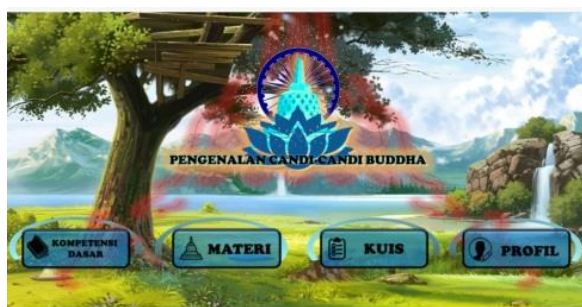 PENGENALAN CANDI-CANDI BUDDHA
KOMPETENSI
DASAR
MATERI
KUIS
PROFIL